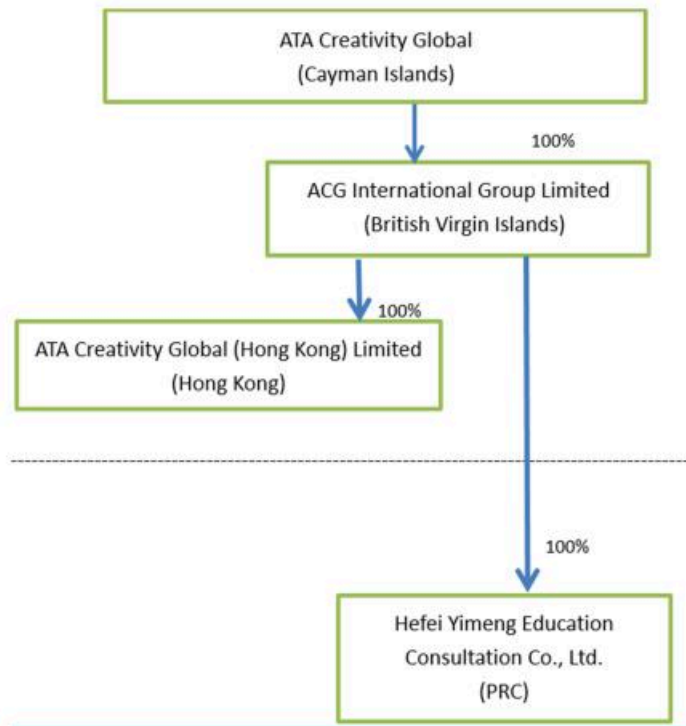 ATA Creativity Global
(Cayman Islands)
100%
ACG International Group Limited
(British Virgin Islands)
100%
ATA Creativity Global (Hong Kong) Limited
(Hong Kong)
100%
Hefei Yimeng Education
Consultation Co., Ltd.
(PRC)